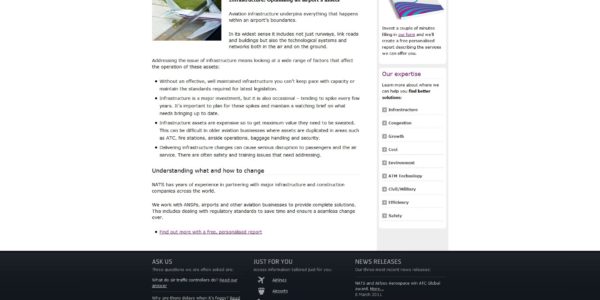 Infrastructure: Optimising an airport's assets
Aviation infrastructure underpins everything that happens
within an airport's boundaries.
In its widest sense it includes not just runways, link roads
and buildings but also the technological systems and
networks both in the air and on the ground.
Addressing the issue of infrastructure means looking at a wide range of factors that affect
the operation of these assets:
Without an effective, well maintained infrastructure you can't keep pace with capacity or
maintain the standards required for latest legislation.
Infrastructure is a major investment, but it is also occasional – tending to spike every few
years. It's important to plan for these spikes and maintain a watching brief on what
needs bringing up to date.
Infrastructure assets are expensive so to get maximum value they need to be sweated.
This can be difficult in older aviation businesses where assets are duplicated in areas such
as ATC, fire stations, airside operations, baggage handling and security.
Delivering infrastructure changes can cause serious disruption to passengers and the air
service. There are often safety and training issues that need addressing.
Understanding what and how to change
NATS has years of experience in partnering with major infrastructure and construction
companies across the world.
We work with ANSPs, airports and other aviation businesses to provide complete solutions.
This includes dealing with regulatory standards to save time and ensure a seamless change
over.
Find out more with a free, personalised report
Invest a couple of minutes
filling in our form and we'll
create a free personalised
report describing the services
we can offer you.
Our expertise
Learn more about where we
can help you find better
solutions:
Infrastructure
Congestion
Growth
Cost
Environment
ATM Technology
Civil/Military
Efficiency
Safety
ASK US
These questions we are often asked are:
What do air traffic controllers do? Read our
answer
Why are there delays when it's foggy? Read
JUST FOR YOU
Access information tailored just for you:
Airlines
Airports
NEWS RELEASES
Our three most recent news releases:
NATS and Airbus Aerospace win ATC Global
award More...
8 March 2011